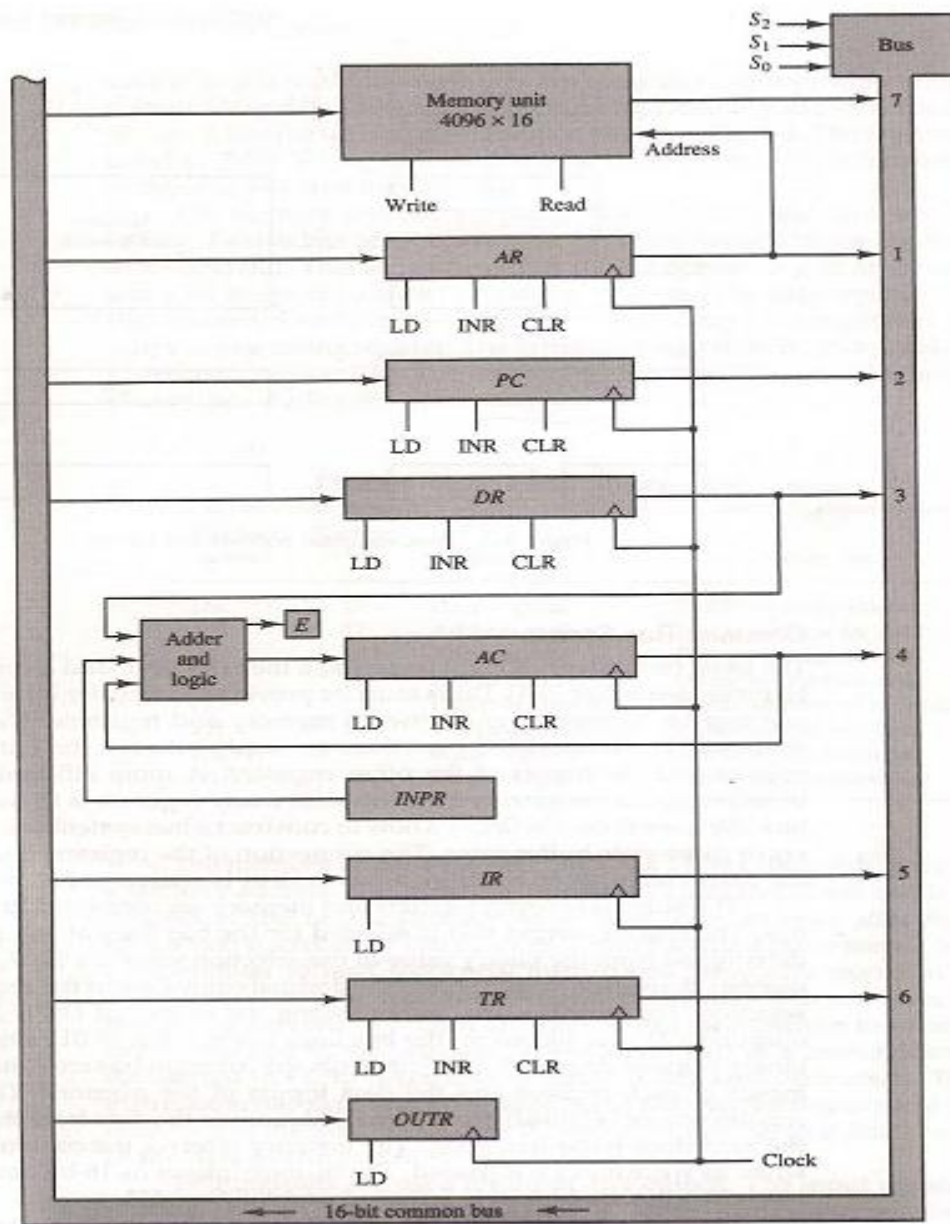 S₂
S₁
S₀
Bus
Memory unit
4096 × 16
7
Address
Write
Read
AR
1
LD
INR
CLR
PC
2
LD
INR
CLR
DR
3
LD
INR
CLR
Adder
and
logic
E
AC
4
LD
INR
CLR
INPR
IR
5
LD
TR
6
LD
INR
CLR
OUTR
LD
Clock
16-bit common bus